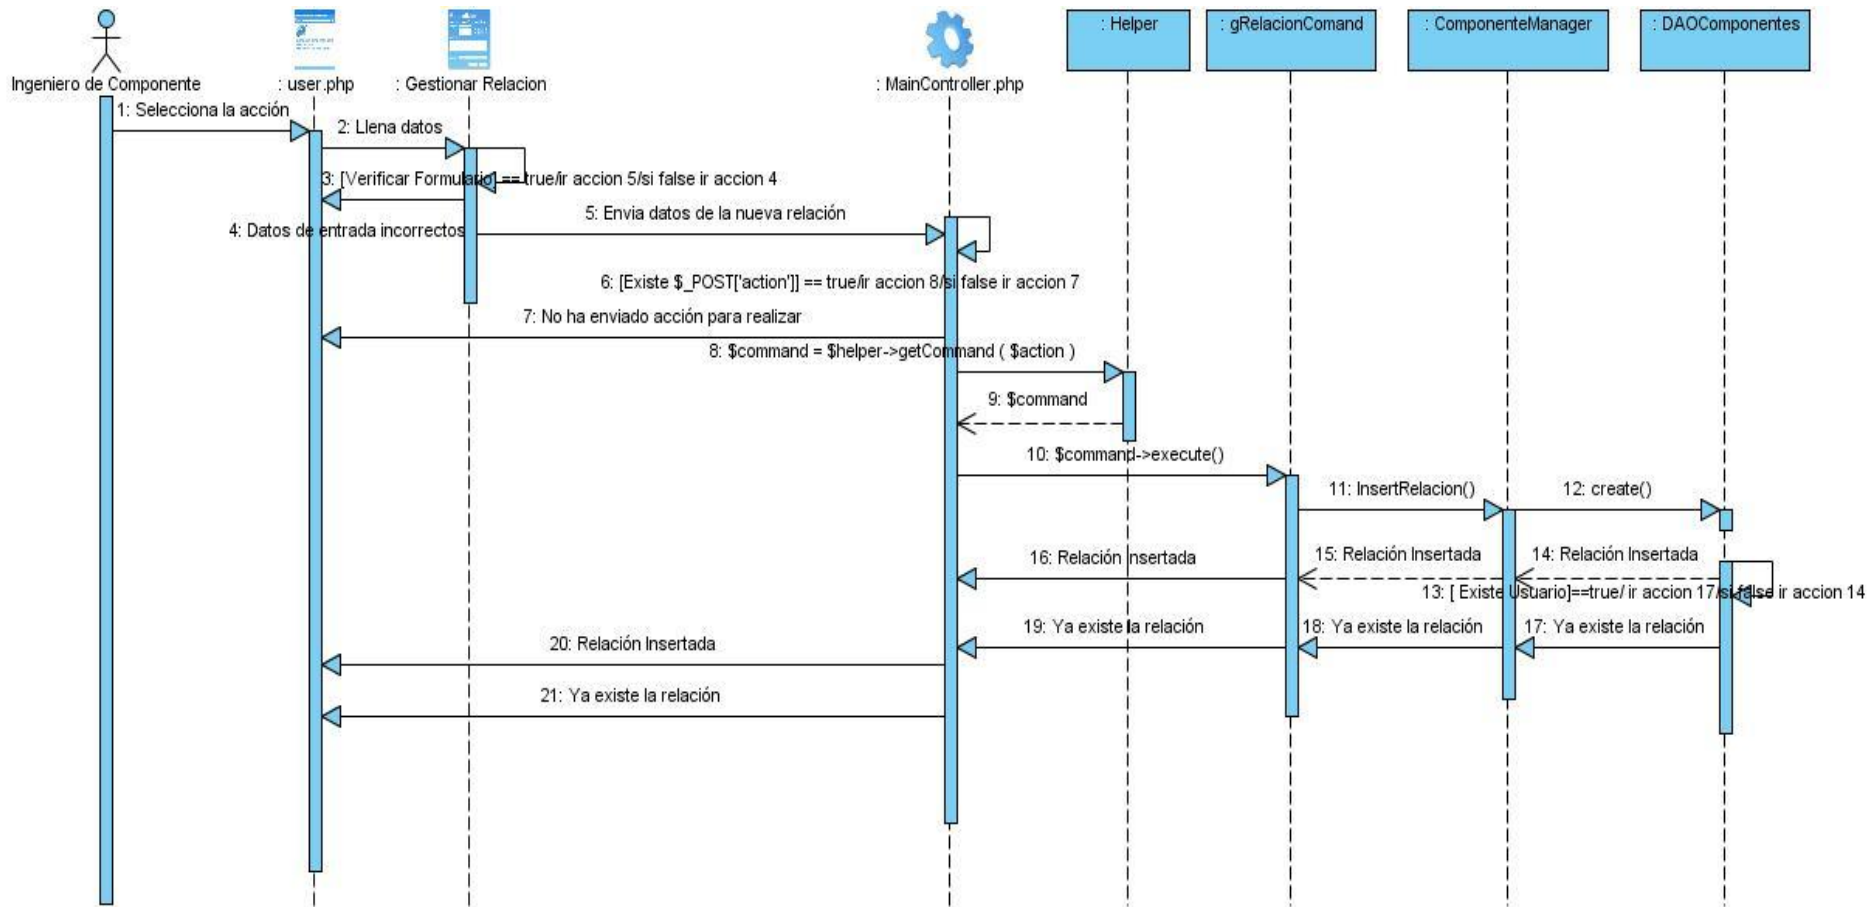 : Helper
: gRelacionComand
: ComponenteManager
: DAOComponentes
Ingeniero de Componente
: user.php
: Gestionar Relacion
: MainController.php
1: Selecciona la acción
2: Llena datos
3: [Verificar Formulario] == true/ir accion 5/si false ir accion 4
4: Datos de entrada incorrectos
5: Envia datos de la nueva relación
6: [Existe $_POST['action']] == true/ir accion 8/si false ir accion 7
7: No ha enviado acción para realizar
8: $command = $helper->getCommand ( $action )
9: $command
10: $command->execute()
11: InsertRelacion()
12: create()
16: Relación Insertada
15: Relación Insertada
14: Relación Insertada
13: [ Existe Usuario]==true/ ir accion 17/si false ir accion 14
19: Ya existe la relación
18: Ya existe la relación
17: Ya existe la relación
20: Relación Insertada
21: Ya existe la relación